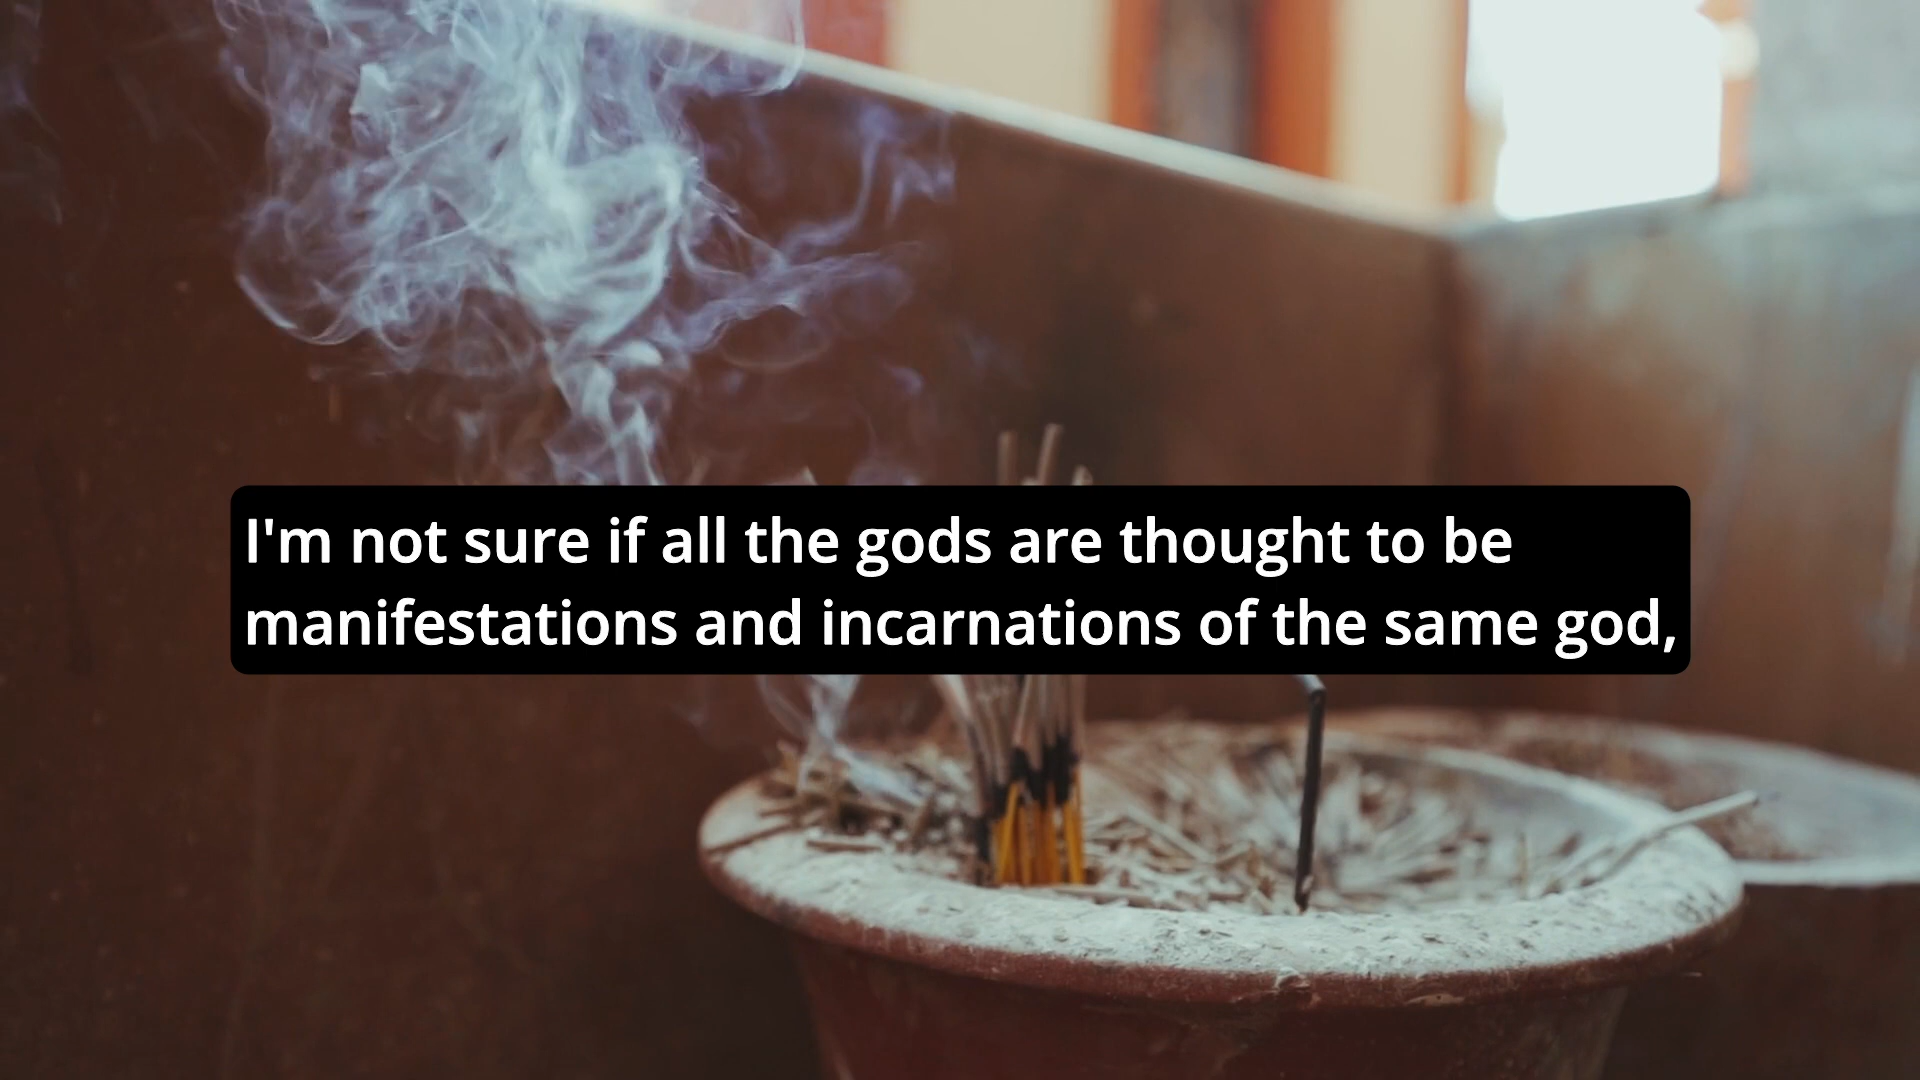 I'm not sure if all the gods are thought to be
manifestations and incarnations of the same god,